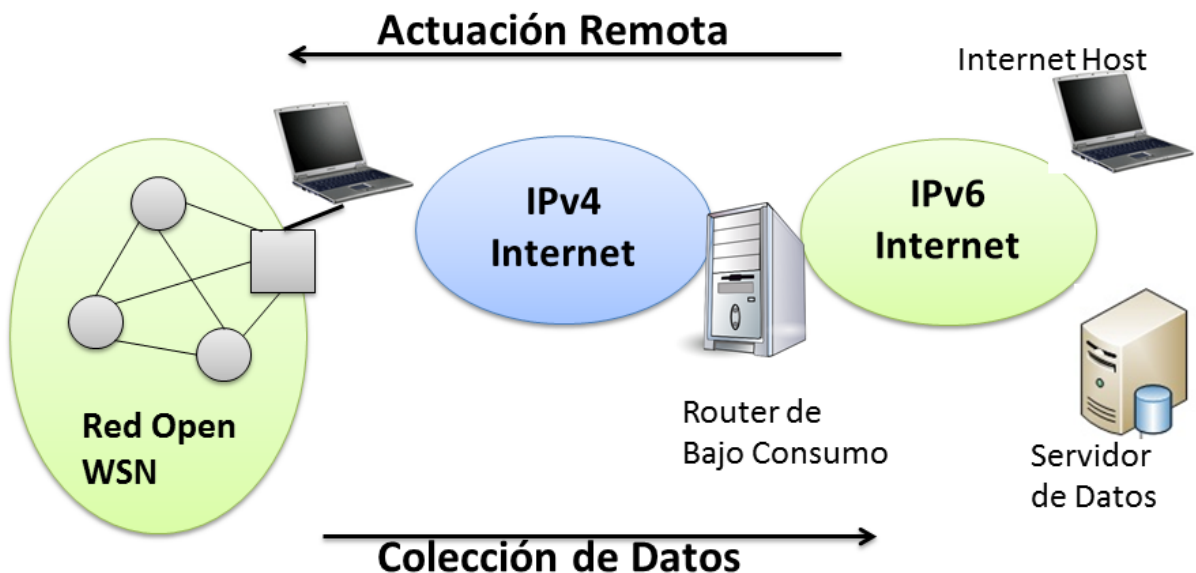 Actuación Remota
Internet Host
IPv4
Internet
IPv6
Internet
Red Open
WSN
Router de
Bajo Consumo
Servidor
de Datos
Colección de Datos